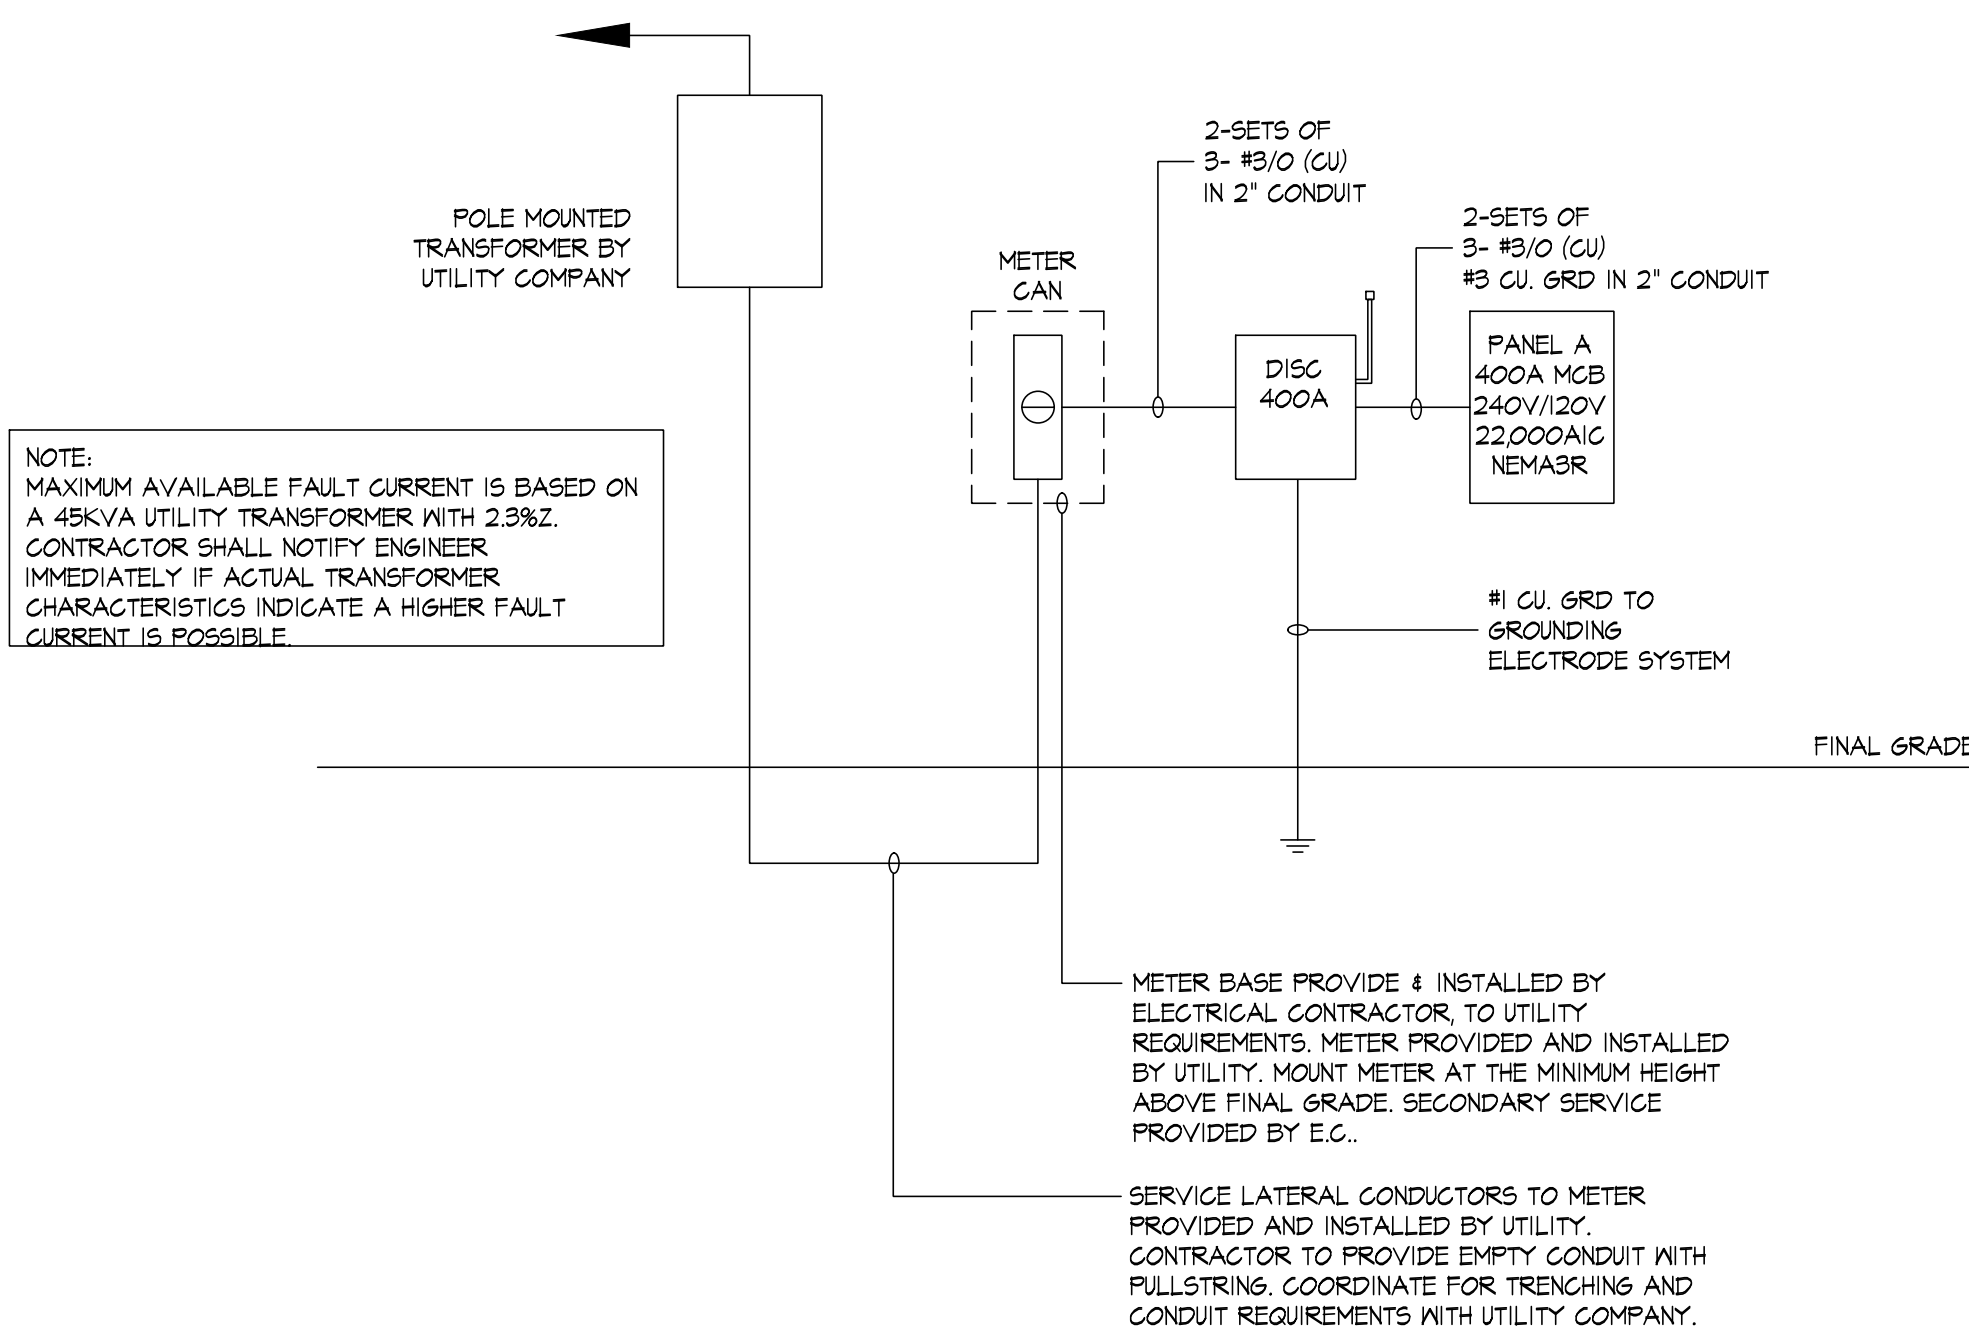 2-SETS OF
3- #3/0 (CU)
IN 2" CONDUIT
2-SETS OF
3- #3/0 (CU)
#3 CU. GRD IN 2" CONDUIT
POLE MOUNTED
TRANSFORMER BY
UTILITY COMPANY
METER
CAN
DISC
400A
PANEL A
400A MCB
240V/120V
22,000AIC
NEMA3R
NOTE:
MAXIMUM AVAILABLE FAULT CURRENT IS BASED ON
A 45KVA UTILITY TRANSFORMER WITH 2.3%Z.
CONTRACTOR SHALL NOTIFY ENGINEER
IMMEDIATELY IF ACTUAL TRANSFORMER
CHARACTERISTICS INDICATE A HIGHER FAULT
CURRENT IS POSSIBLE.
#1 CU. GRD TO
GROUNDING
ELECTRODE SYSTEM
FINAL GRADE
METER BASE PROVIDE & INSTALLED BY
ELECTRICAL CONTRACTOR, TO UTILITY
REQUIREMENTS. METER PROVIDED AND INSTALLED
BY UTILITY. MOUNT METER AT THE MINIMUM HEIGHT
ABOVE FINAL GRADE. SECONDARY SERVICE
PROVIDED BY E.C..
SERVICE LATERAL CONDUCTORS TO METER
PROVIDED AND INSTALLED BY UTILITY.
CONTRACTOR TO PROVIDE EMPTY CONDUIT WITH
PULLSTRING. COORDINATE FOR TRENCHING AND
CONDUIT REQUIREMENTS WITH UTILITY COMPANY.